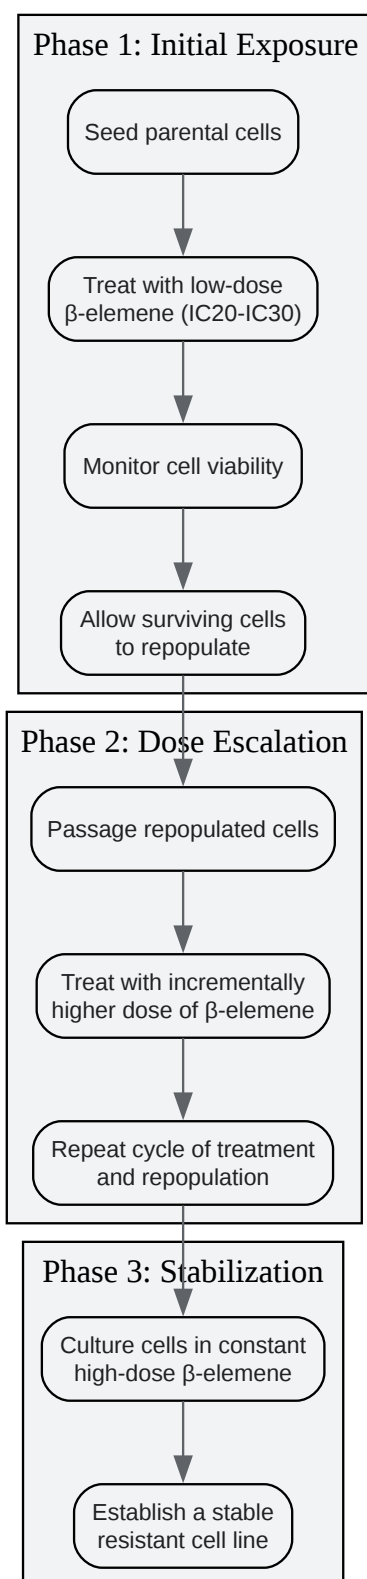 Phase 1: Initial Exposure
Seed parental cells
Treat with low-dose
β-elemene (IC20-IC30)
Monitor cell viability
Allow surviving cells
to repopulate
Phase 2: Dose Escalation
Passage repopulated cells
Treat with incrementally
higher dose of β-elemene
Repeat cycle of treatment
and repopulation
Phase 3: Stabilization
Culture cells in constant
high-dose β-elemene
Establish a stable
resistant cell line